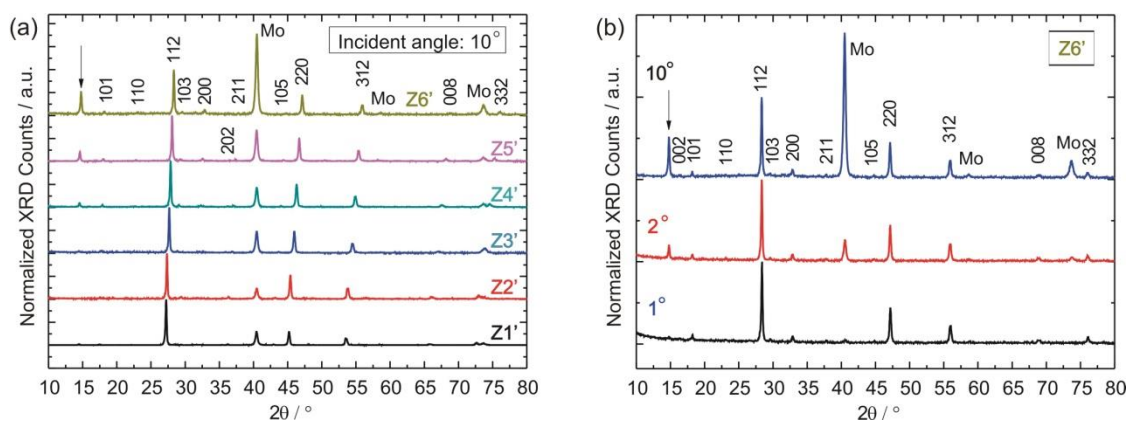 (a)
Incident angle: 10°
Normalized XRD Counts / a.u.
101
110
112
103
200
202
211
Mo
105
220
312
Mo
008
Mo
332
Z6’
Z5’
Z4’
Z3’
Z2’
Z1’
10 15 20 25 30 35 40 45 50 55 60 65 70 75 80
2θ / °
(b)
Z6’
Normalized XRD Counts / a.u.
10°
002
101
110
112
103
200
211
Mo
105
220
312
Mo
008
Mo
332
2°
1°
10 15 20 25 30 35 40 45 50 55 60 65 70 75 80
2θ / °